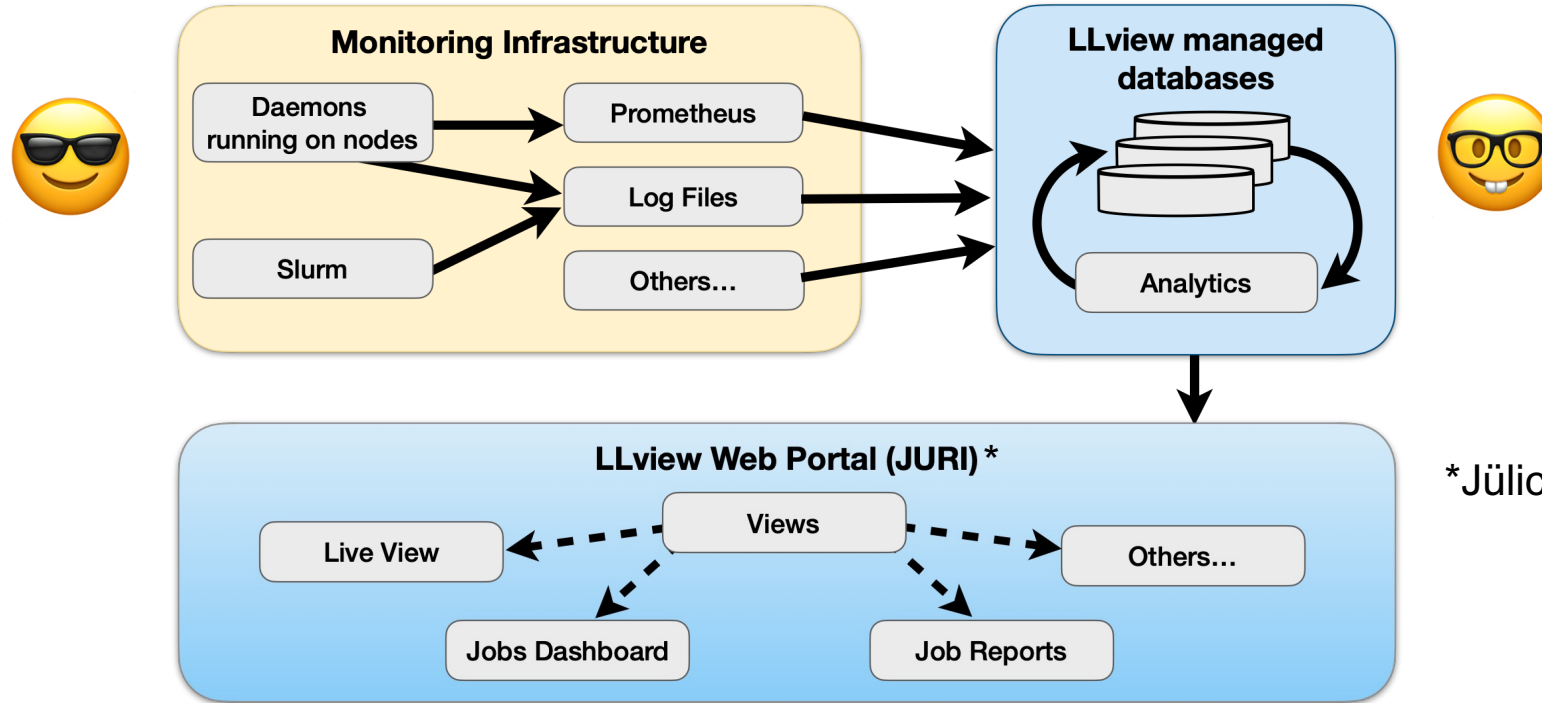 Monitoring Infrastructure
Daemons
running on nodes
Prometheus
Log Files
Slurm
Others…
LLview managed
databases
Analytics
LLview Web Portal (JURI) *
Views
Live View
Others…
Jobs Dashboard
Job Reports